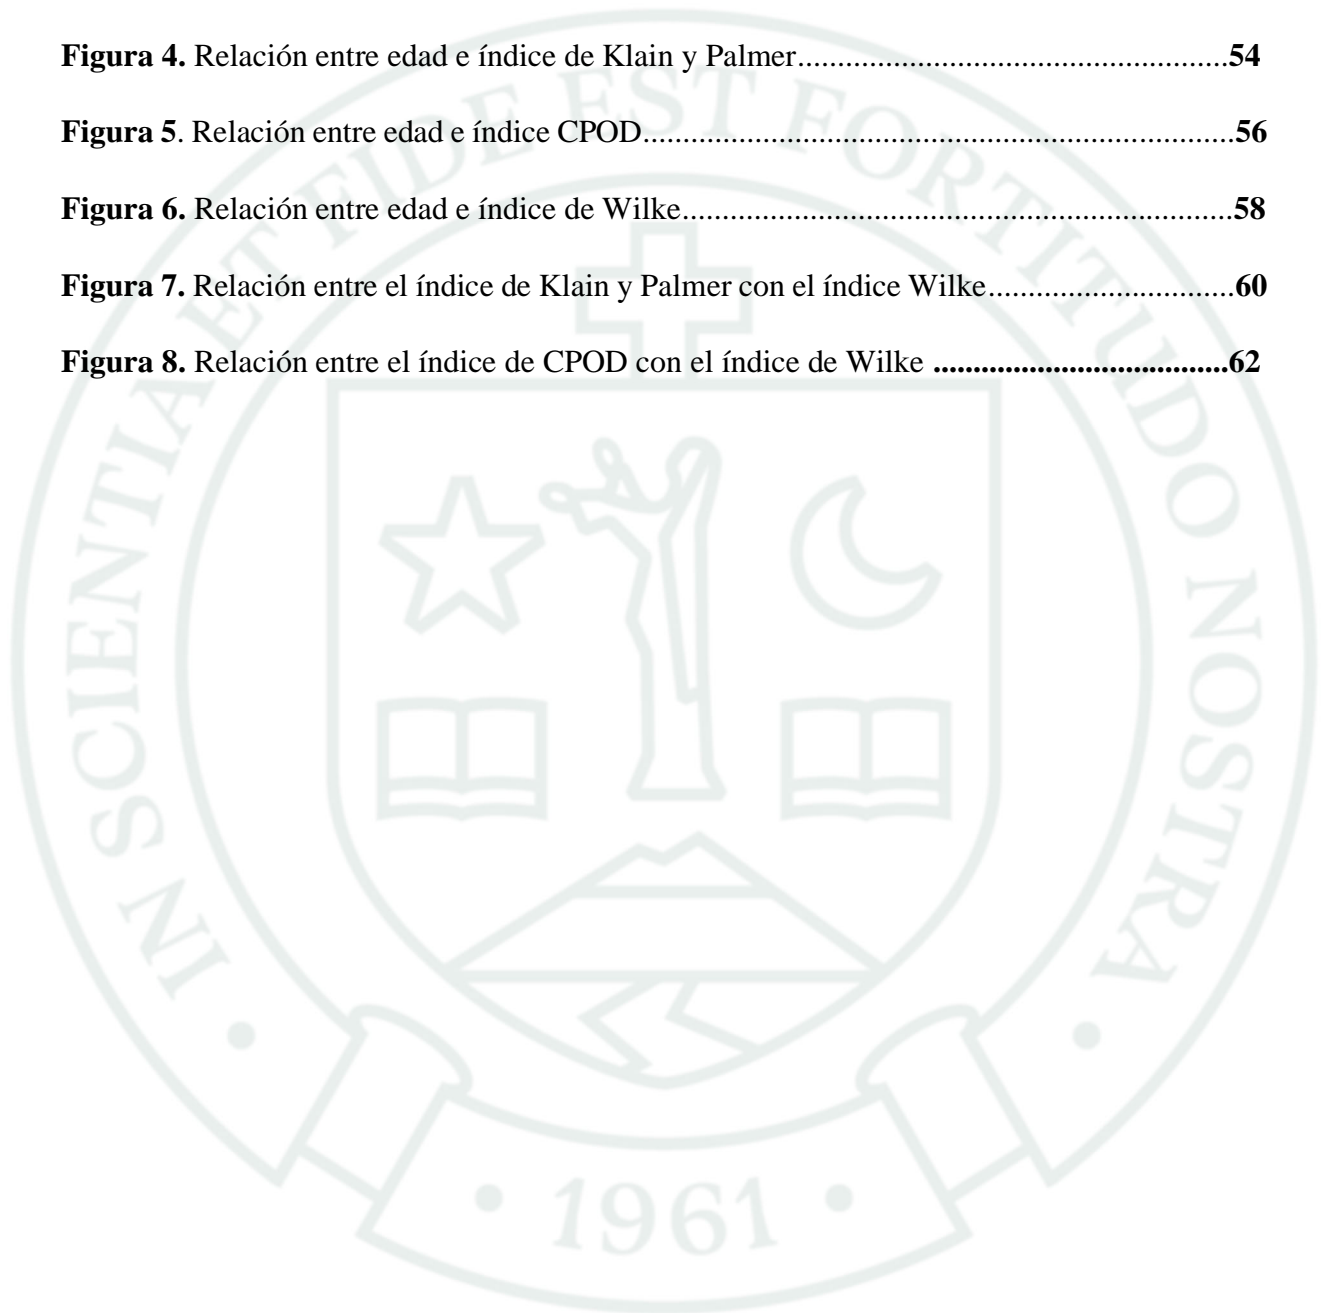 Figura 4. Relación entre edad e índice de Klain y Palmer......................................................54
Figura 5. Relación entre edad e índice CPOD..........................................................................56
Figura 6. Relación entre edad e índice de Wilke.....................................................................58
Figura 7. Relación entre el índice de Klain y Palmer con el índice Wilke...............................60
Figura 8. Relación entre el índice de CPOD con el índice de Wilke .....................................62
IN SCIENTIA ET FIDE EST FORTITUDO NOSTRA
• 1961 •